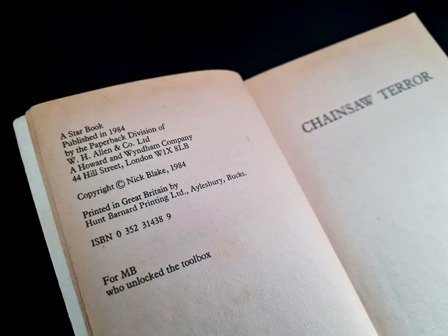 A Star Book
Published in 1984
by the Paperback Division of
W. H. Allen & Co. Ltd
A Howard and Wyndham Company
44 Hill Street, London W1X 8LB
Copyright © Nick Blake, 1984
Printed in Great Britain by
Hunt Barnard Printing Ltd., Aylesbury, Bucks.
ISBN 0 352 31438 9
For MB
who unlocked the toolbox
CHAINSAW TERROR